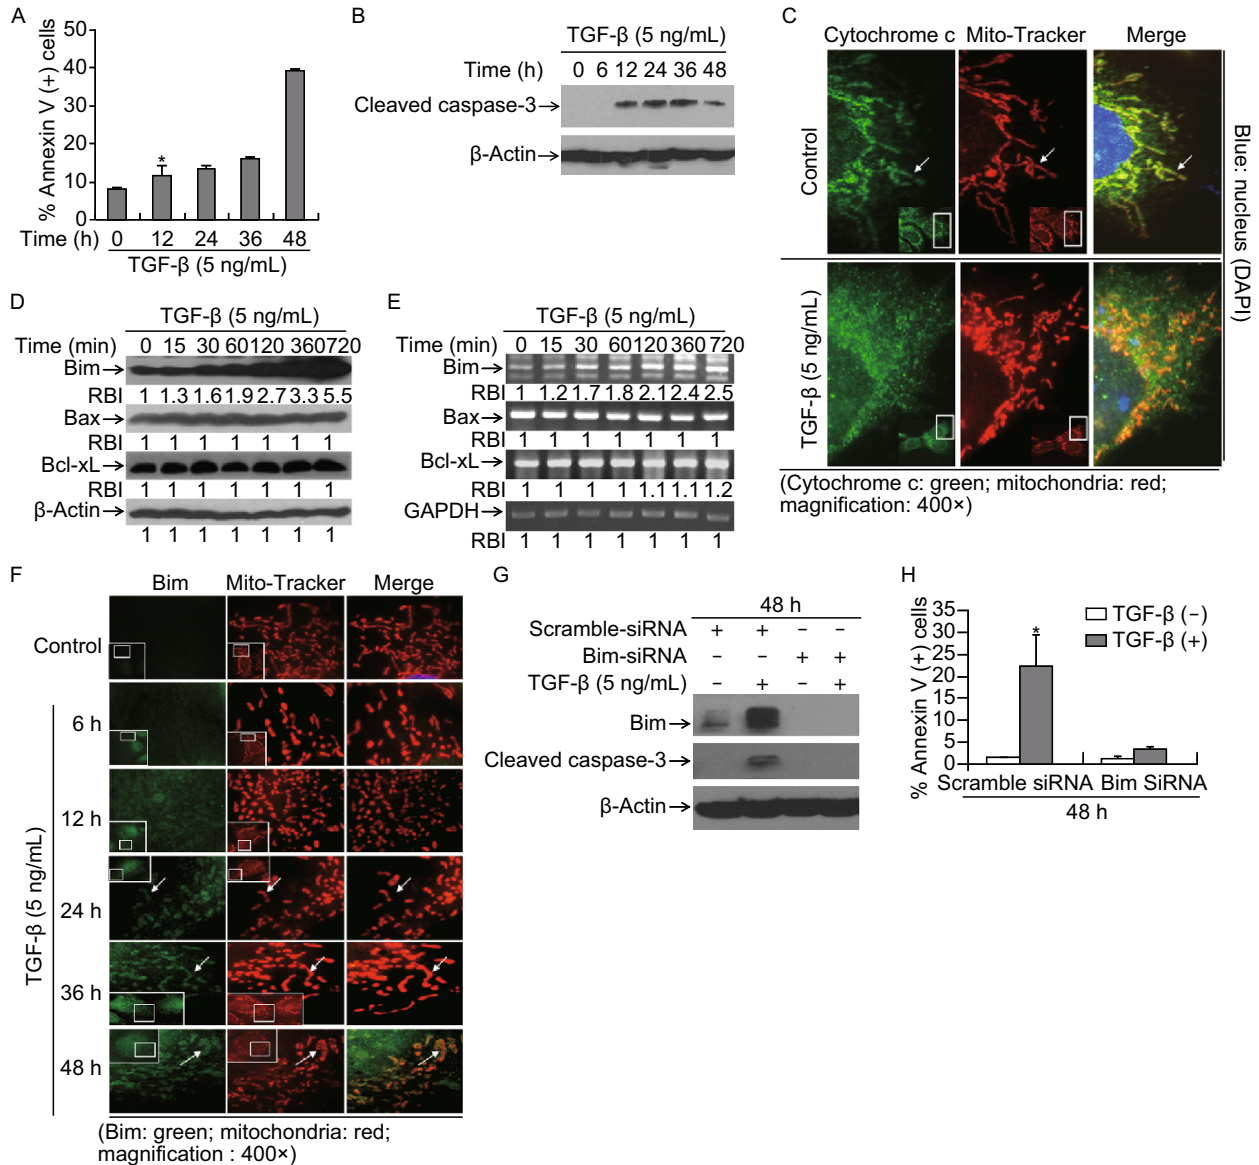 A
% Annexin V (+) cells
50
40
30
20
10
0
*
Time (h)
0 12 24 36 48
TGF-β (5 ng/mL)
B
TGF-β (5 ng/mL)
Time (h) 0 6 12 24 36 48
Cleaved caspase-3
β-Actin
C
Cytochrome c Mito-Tracker Merge
Control
TGF-β (5 ng/mL)
Blue: nucleus (DAPI)
(Cytochrome c: green; mitochondria: red;
magnification: 400×)
D
TGF-β (5 ng/mL)
Time (min) 0 15 30 60 120 360 720
Bim
RBI 1 1.3 1.6 1.9 2.7 3.3 5.5
Bax
RBI 1 1 1 1 1 1 1
Bcl-xL
RBI 1 1 1 1 1 1 1
β-Actin
1 1 1 1 1 1 1
E
TGF-β (5 ng/mL)
Time (min) 0 15 30 60 120 360 720
Bim
RBI 1 1.2 1.7 1.8 2.1 2.4 2.5
Bax
RBI 1 1 1 1 1 1 1
Bcl-xL
RBI 1 1 1 1 1.1 1.1 1.2
GAPDH
RBI 1 1 1 1 1 1 1
F
Bim Mito-Tracker Merge
Control
TGF-β (5 ng/mL)
6 h
12 h
24 h
36 h
48 h
(Bim: green; mitochondria: red;
magnification : 400×)
G
48 h
Scramble-siRNA + + − −
Bim-siRNA − − + +
TGF-β (5 ng/mL) − + − +
Bim
Cleaved caspase-3
β-Actin
H
% Annexin V (+) cells
35
30
25
20
15
10
5
0
*
TGF-β (−)
TGF-β (+)
Scramble siRNA Bim SiRNA
48 h